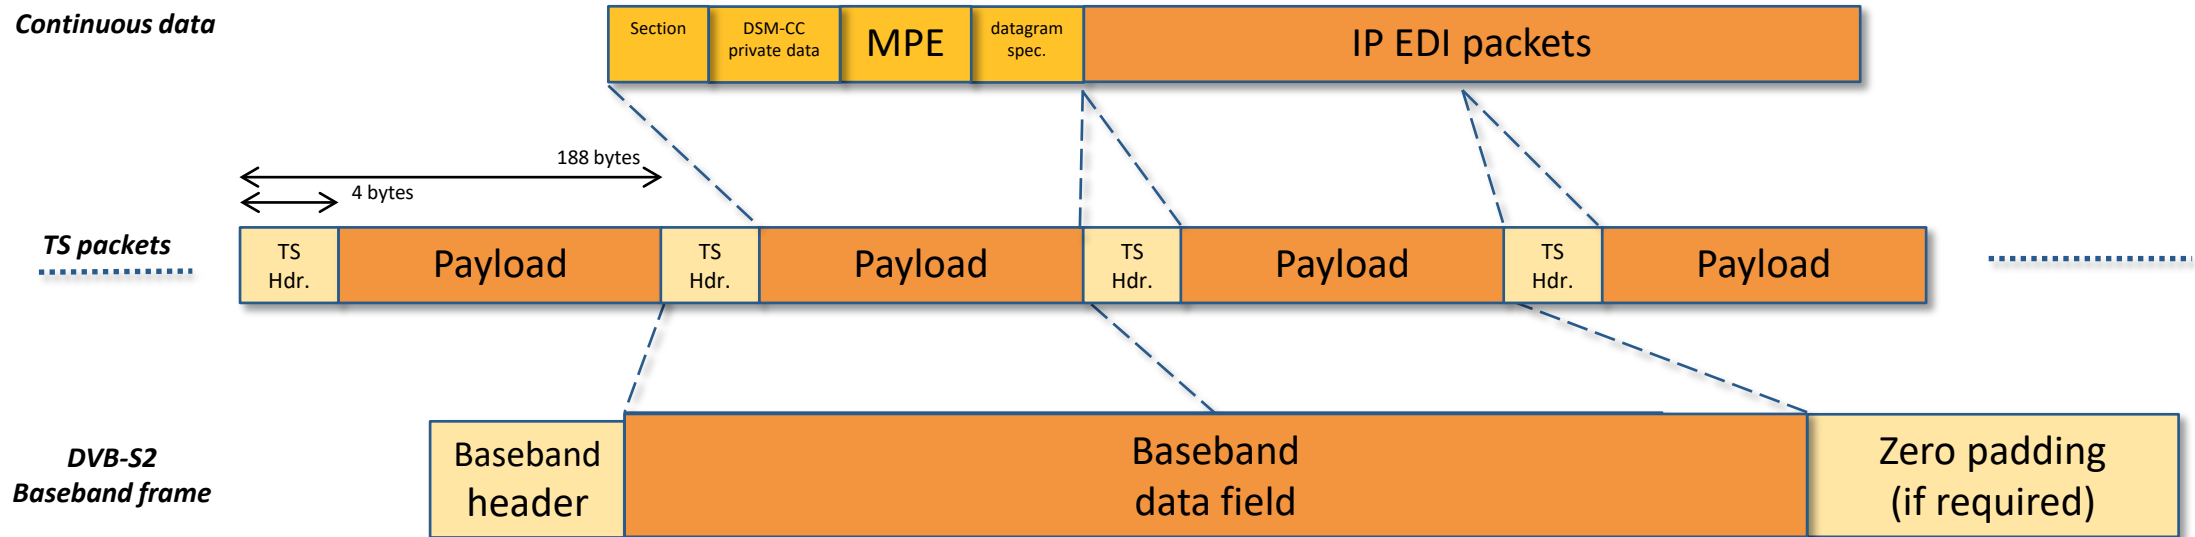 Continuous data
Section
DSM-CC
private data
MPE
datagram
spec.
IP EDI packets
188 bytes
4 bytes
TS packets
TS
Hdr.
Payload
TS
Hdr.
Payload
TS
Hdr.
Payload
TS
Hdr.
Payload
DVB-S2
Baseband frame
Baseband
header
Baseband
data field
Zero padding
(if required)